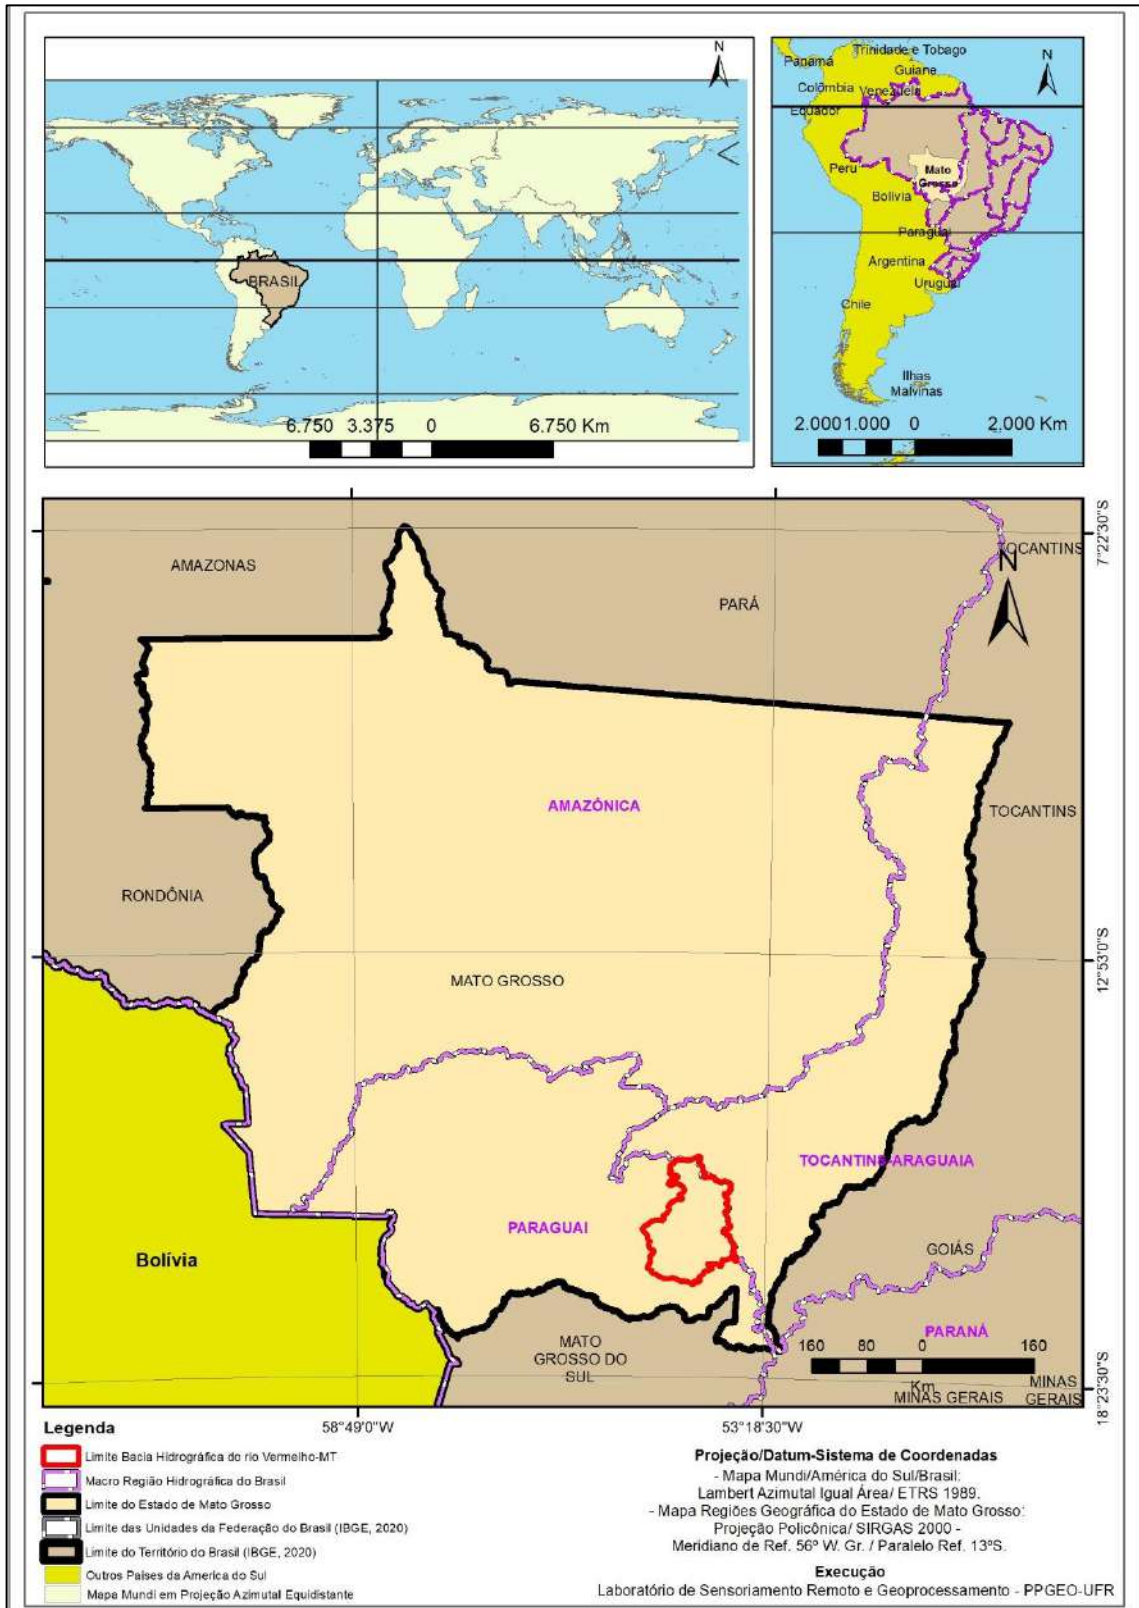 N
BRASIL
6.750 3.375 0 6.750 Km
N
Trinidade e Tobago
Panamá
Guiane
Colômbia
Venezuela
Equador
Peru
Mato
Grosso
Bolivia
Paraguai
Argentina
Uruguai
Chile
Ilhas
Malvinas
2.000 1.000 0 2.000 Km
7°22'30"S
TOCANTINS
N
AMAZONAS
PARÁ
AMAZÔNICA
TOCANTINS
RONDÔNIA
12°53'0"S
MATO GROSSO
TOCANTINS-ARAGUAIA
PARAGUAI
GOIÁS
Bolívia
PARANÁ
MATO
GROSSO DO
SUL
160 80 0 160
Km
MINAS GERAIS
MINAS
GERAIS
18°23'30"S
58°49'0"W
53°18'30"W
Legenda
Limite Bacia Hidrográfica do rio Vermelho-MT
Macro Região Hidrográfica do Brasil
Limite do Estado de Mato Grosso
Limite das Unidades da Federação do Brasil (IBGE, 2020)
Limite do Território do Brasil (IBGE, 2020)
Outros Países da America do Sul
Mapa Mundi em Projeção Azimutal Equidistante
Projeção/Datum-Sistema de Coordenadas
- Mapa Mundi/América do Sul/Brasil:
Lambert Azimutal Igual Área/ ETRS 1989.
- Mapa Regiões Geográfica do Estado de Mato Grosso:
Projeção Policônica/ SIRGAS 2000 -
Meridiano de Ref. 56º W. Gr. / Paralelo Ref. 13ºS.
Execução
Laboratório de Sensoriamento Remoto e Geoprocessamento - PPGEO-UFR